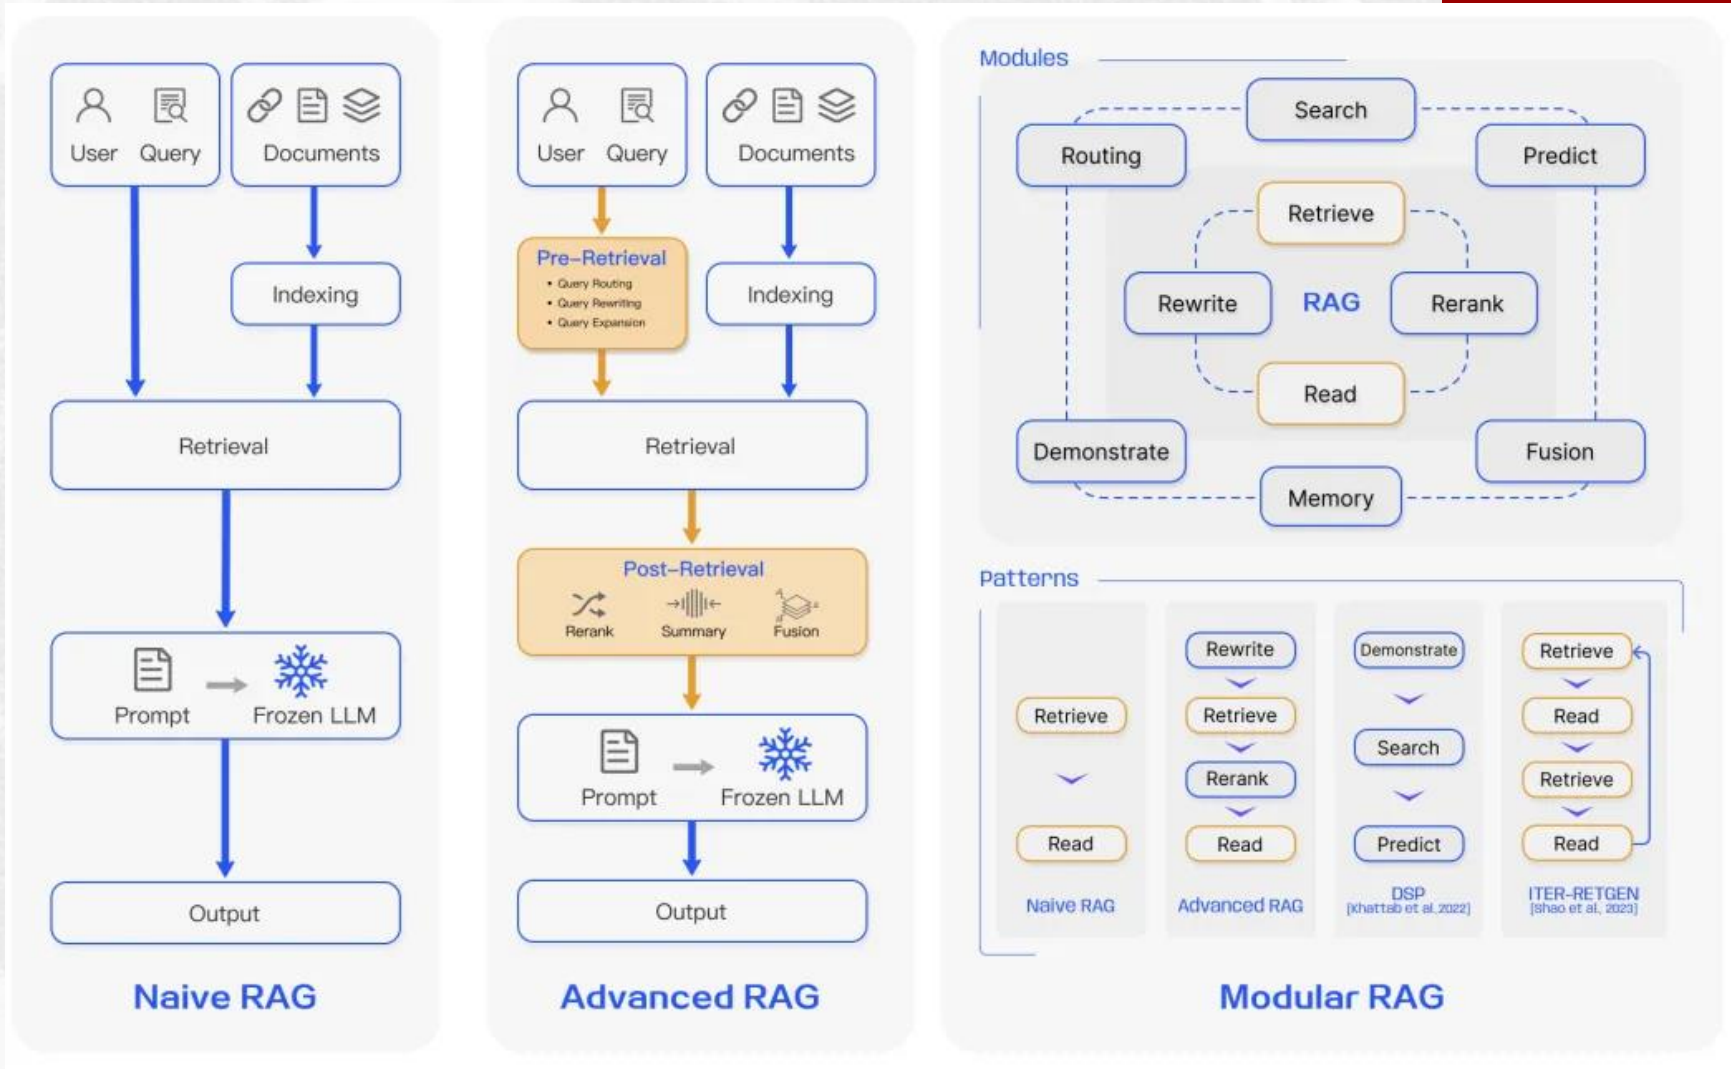 User Query
Documents
Indexing
Retrieval
Prompt
Frozen LLM
Output
Naive RAG
User Query
Documents
Pre-Retrieval
• Query Routing
• Query Rewriting
• Query Expansion
Indexing
Retrieval
Post-Retrieval
Rerank
Summary
Fusion
Prompt
Frozen LLM
Output
Advanced RAG
Modules
Search
Routing
Predict
Retrieve
Rewrite
RAG
Rerank
Read
Demonstrate
Fusion
Memory
Patterns
Retrieve
Read
Naive RAG
Rewrite
Retrieve
Rerank
Read
Advanced RAG
Demonstrate
Search
Predict
DSP
[Khattab et al.,2022]
Retrieve
Read
Retrieve
Read
ITER-RETGEN
[Shao et al., 2023]
Modular RAG